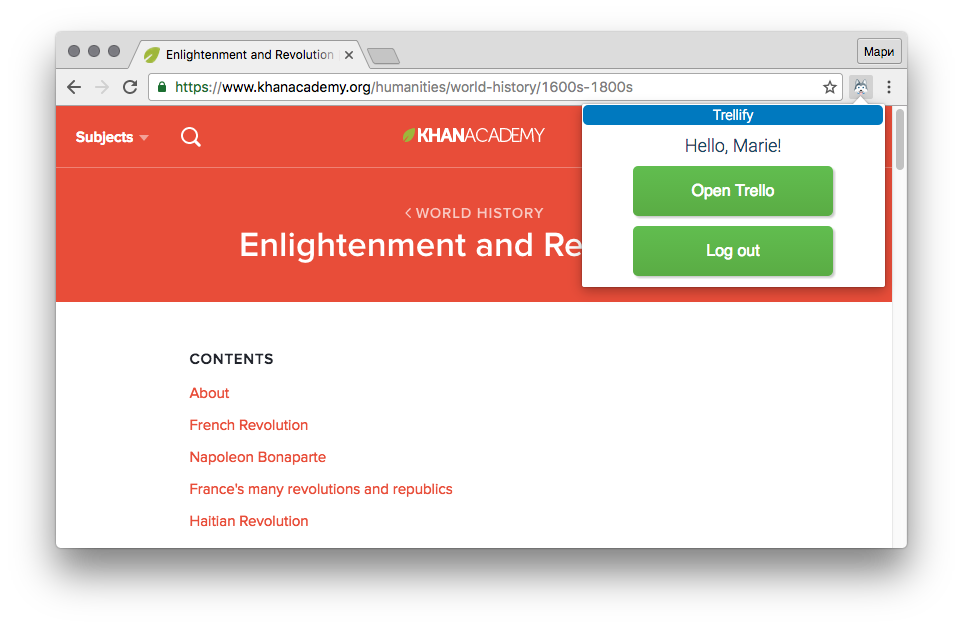 Enlightenment and Revolution
Мари
https://www.khanacademy.org/humanities/world-history/1600s-1800s
Subjects
KHANACADEMY
Trellify
Hello, Marie!
Open Trello
Log out
< WORLD HISTORY
Enlightenment and Re
CONTENTS
About
French Revolution
Napoleon Bonaparte
France's many revolutions and republics
Haitian Revolution